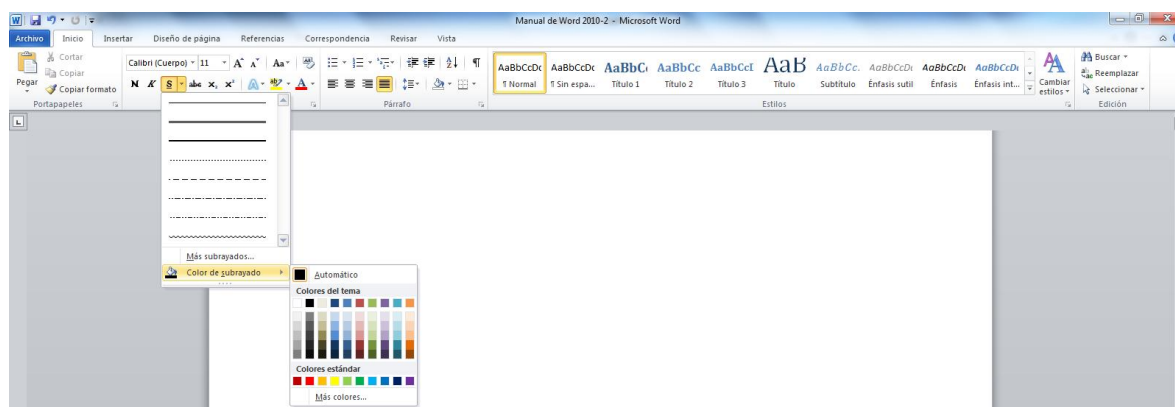 Manual de Word 2010-2 - Microsoft Word
Archivo Inicio Insertar Diseño de página Referencias Correspondencia Revisar Vista
Pegar
Cortar
Copiar
Copiar formato
Portapapeles
Calibri (Cuerpo) 11 A A Aa
N K S abc x, x² A ab A
Párrafo
AaBbCcDc AaBbCcDc AaBbC AaBbCc AaBbCcI AaB AaBbCc. AaBbCcDc AaBbCcDc AaBbCcDc
¶ Normal ¶ Sin espa... Título 1 Título 2 Título 3 Título Subtítulo Énfasis sutil Énfasis Énfasis int...
Estilos
Cambiar
estilos
Buscar
Reemplazar
Seleccionar
Edición
Más subrayados...
Color de subrayado
Automático
Colores del tema
Colores estándar
Más colores...